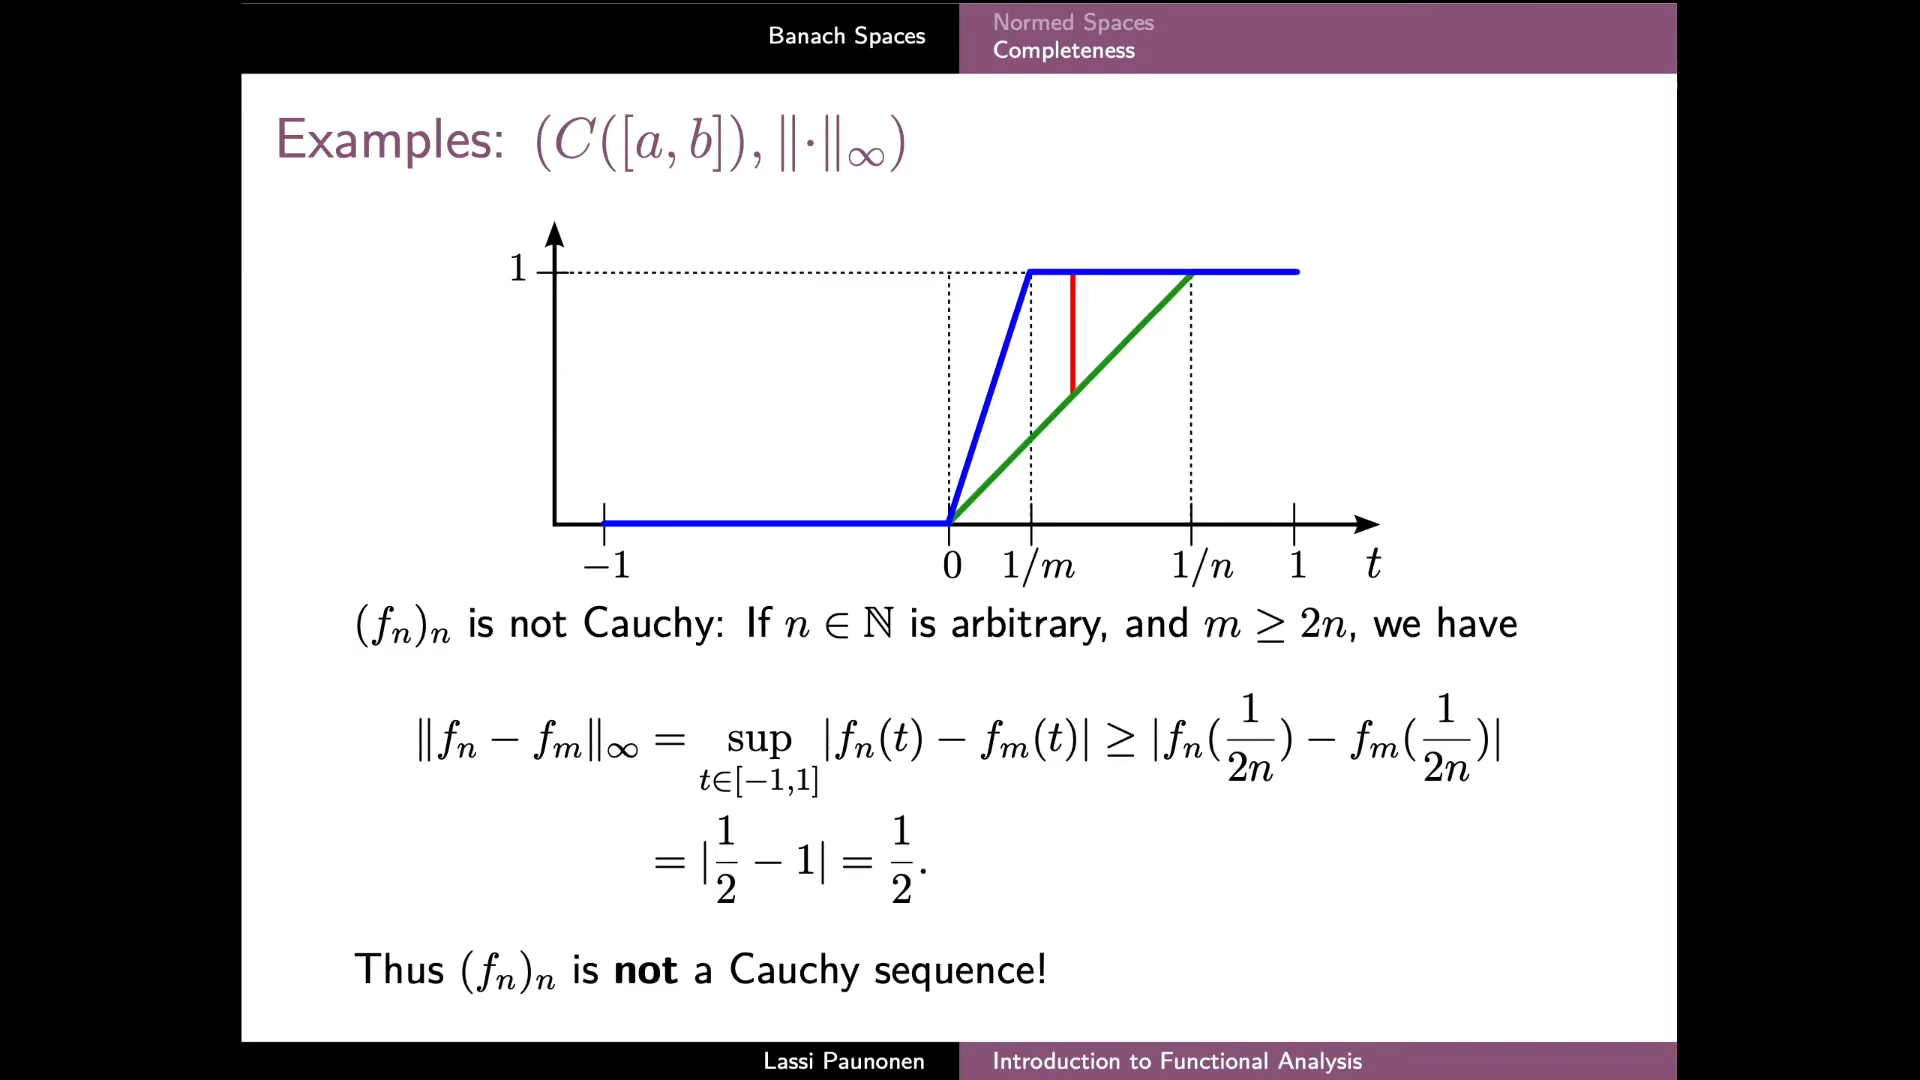 Banach Spaces
Normed Spaces
Completeness
Examples: (C([a, b]), ‖·‖∞)
1
−1 0 1/m 1/n 1 t
(fₙ)ₙ is not Cauchy: If n ∈ ℕ is arbitrary, and m ≥ 2n, we have
‖fₙ − fₘ‖∞ = sup t∈[−1,1] |fₙ(t) − fₘ(t)| ≥ |fₙ(1/2n) − fₘ(1/2n)|
= |1/2 − 1| = 1/2.
Thus (fₙ)ₙ is not a Cauchy sequence!
Lassi Paunonen
Introduction to Functional Analysis